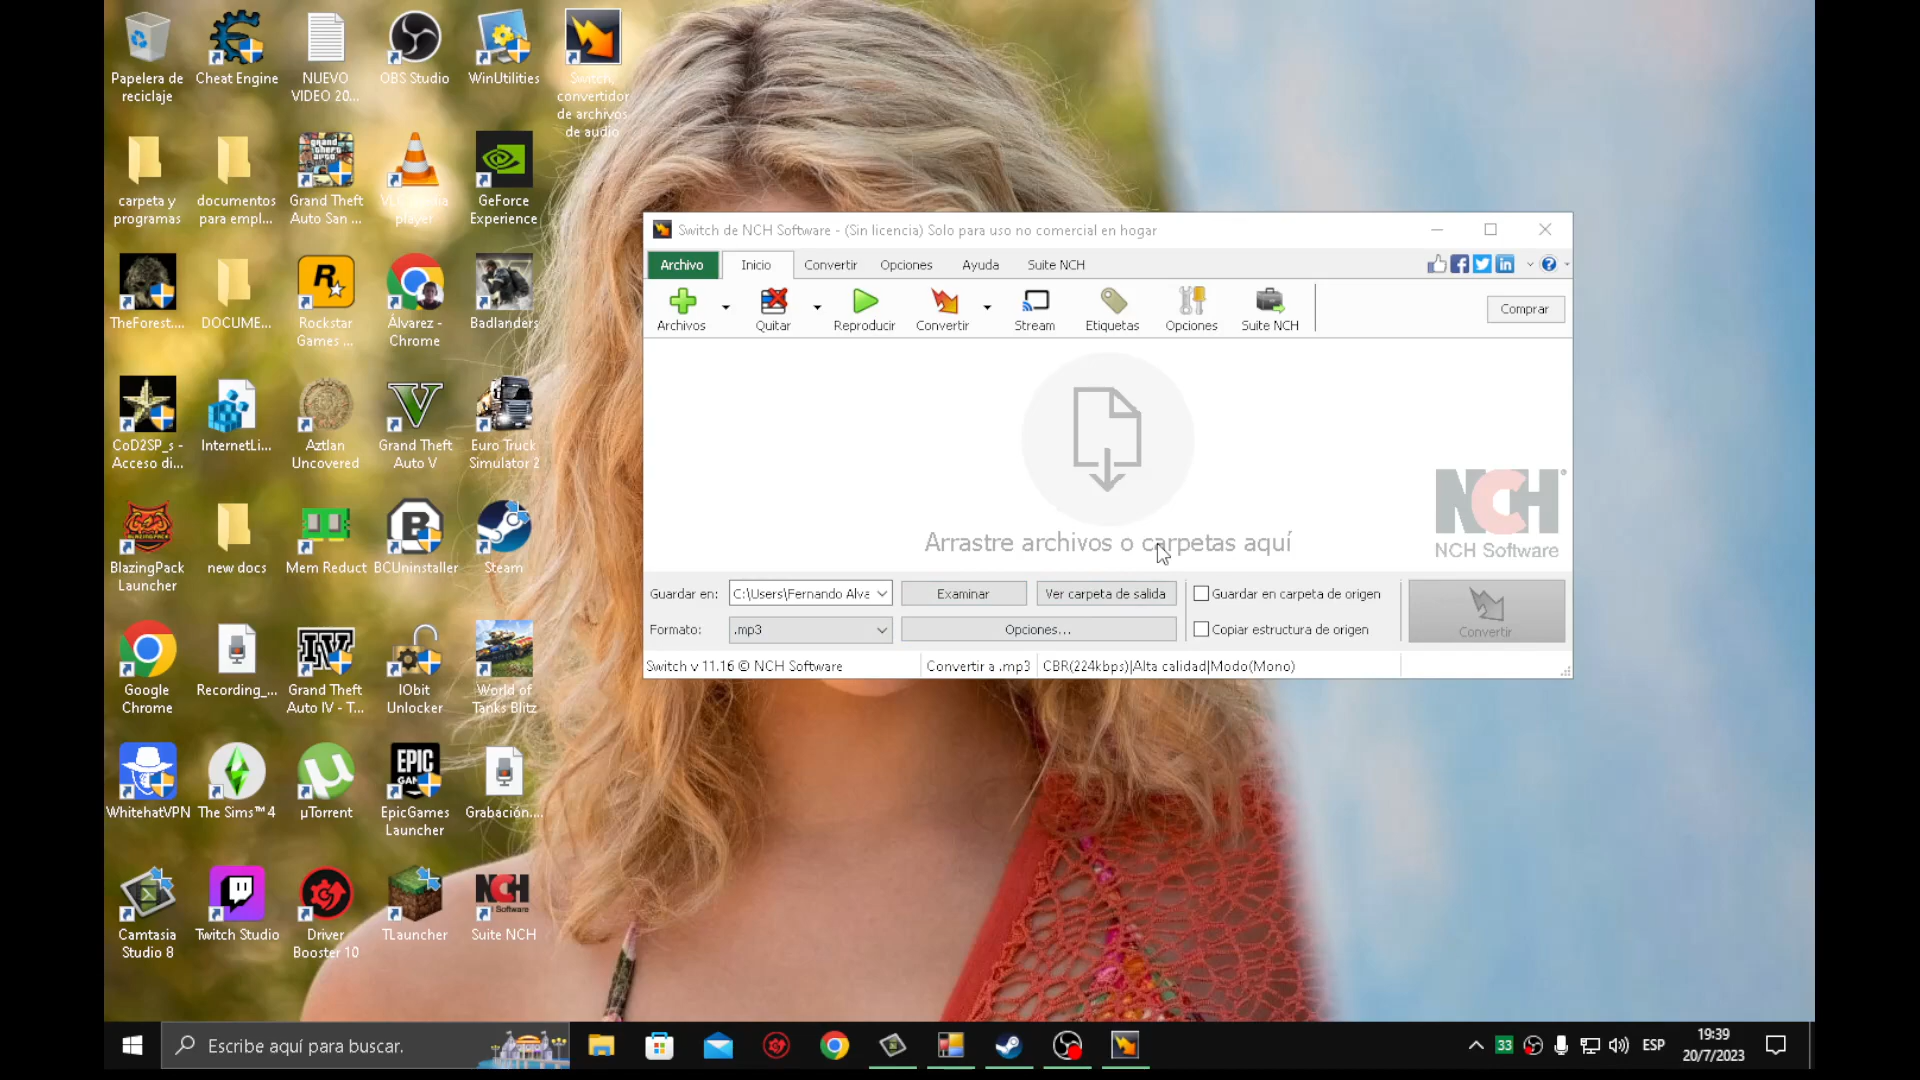 Papelera de
reciclaje
Cheat Engine
NUEVO
VIDEO 20...
OBS Studio
WinUtilities
Switch,
convertidor
de archivos
de audio
carpeta y
programas
documentos
para empl...
Grand Theft
Auto San ...
VLC media
player
GeForce
Experience
TheForest....
DOCUME...
Rockstar
Games ...
Álvarez -
Chrome
Badlanders
CoD2SP_s -
Acceso di...
InternetLi...
Aztlan
Uncovered
Grand Theft
Auto V
Euro Truck
Simulator 2
BlazingPack
Launcher
new docs
Mem Reduct
BCUninstaller
Steam
Google
Chrome
Recording_...
Grand Theft
Auto IV - T...
IObit
Unlocker
World of
Tanks Blitz
WhitehatVPN
The Sims™ 4
µTorrent
EpicGames
Launcher
Grabación....
Camtasia
Studio 8
Twitch Studio
Driver
Booster 10
TLauncher
Suite NCH
Switch de NCH Software - (Sin licencia) Solo para uso no comercial en hogar
Archivo Inicio Convertir Opciones Ayuda Suite NCH
Archivos Quitar Reproducir Convertir Stream Etiquetas Opciones Suite NCH Comprar
Arrastre archivos o carpetas aquí
NCH
NCH Software
Guardar en: C:\Users\Fernando Alva Examinar Ver carpeta de salida Guardar en carpeta de origen
Formato: .mp3 Opciones... Copiar estructura de origen Convertir
Switch v 11.16 © NCH Software Convertir a .mp3 CBR(224kbps)|Alta calidad|Modo(Mono)
Escribe aquí para buscar.
33
ESP
19:39
20/7/2023